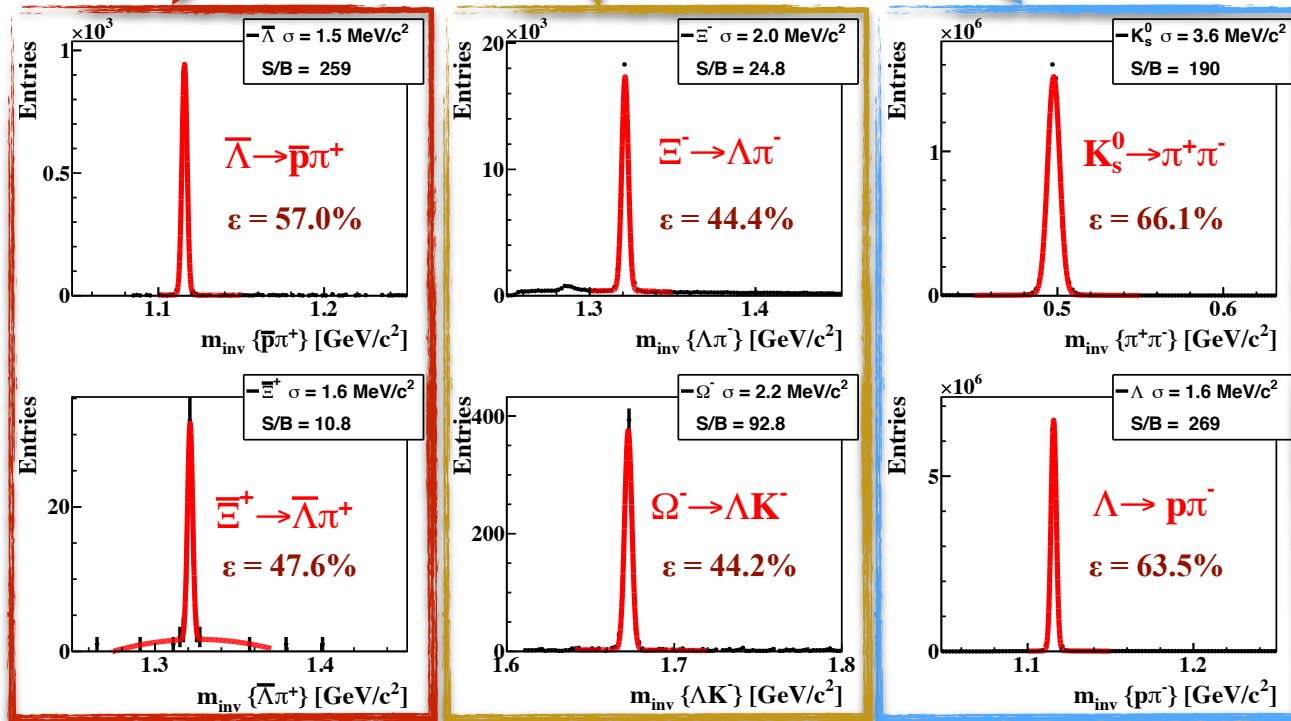 ×10³
Λ̅ σ = 1.5 MeV/c²
S/B = 259
Entries
1
0.5
0
Λ̅→p̅π⁺
ε = 57.0%
1.1
1.2
m_inv {p̅π⁺} [GeV/c²]
×10³
Ξ⁻ σ = 2.0 MeV/c²
S/B = 24.8
Entries
20
10
0
Ξ⁻→Λπ⁻
ε = 44.4%
1.3
1.4
m_inv {Λπ⁻} [GeV/c²]
×10⁶
K_s⁰ σ = 3.6 MeV/c²
S/B = 190
Entries
1
0
K_s⁰→π⁺π⁻
ε = 66.1%
0.5
0.6
m_inv {π⁺π⁻} [GeV/c²]
Ξ̅⁺ σ = 1.6 MeV/c²
S/B = 10.8
Entries
20
0
Ξ̅⁺→Λ̅π⁺
ε = 47.6%
1.3
1.4
m_inv {Λ̅π⁺} [GeV/c²]
Ω⁻ σ = 2.2 MeV/c²
S/B = 92.8
Entries
400
200
0
Ω⁻→ΛK⁻
ε = 44.2%
1.6
1.7
1.8
m_inv {ΛK⁻} [GeV/c²]
×10⁶
Λ σ = 1.6 MeV/c²
S/B = 269
Entries
5
0
Λ→pπ⁻
ε = 63.5%
1.1
1.2
m_inv {pπ⁻} [GeV/c²]